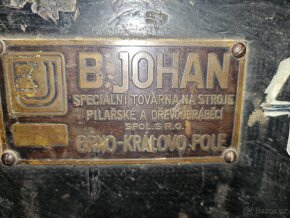 B. JOHAN
SPECIÁLNÍ TOVÁRNA NA STROJE
PILAŘSKÉ A DŘEVOOBRÁBĚCÍ
SPOL. S R.O.
BRNO-KRÁLOVO POLE